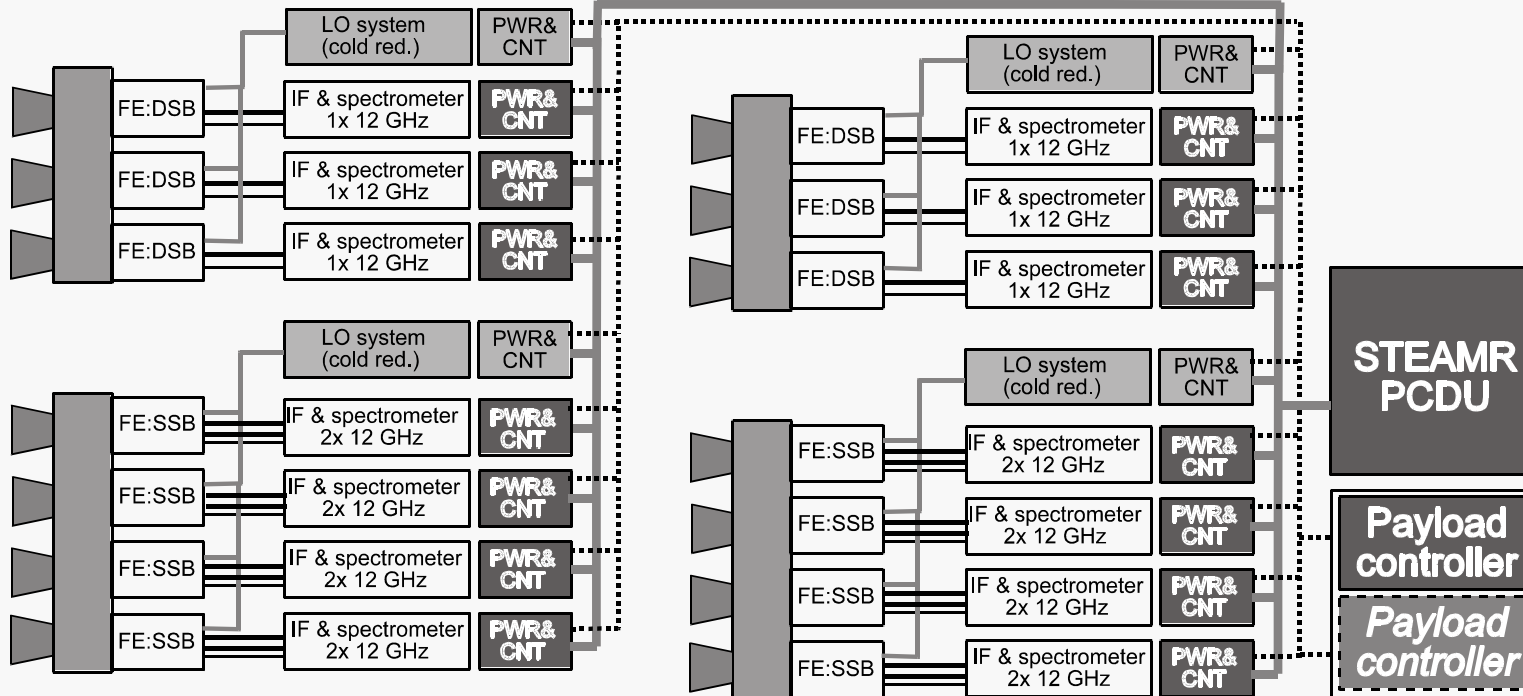 LO system
(cold red.)
PWR&
CNT
FE:DSB
IF & spectrometer
1x 12 GHz
PWR&
CNT
FE:DSB
IF & spectrometer
1x 12 GHz
PWR&
CNT
FE:DSB
IF & spectrometer
1x 12 GHz
PWR&
CNT
LO system
(cold red.)
PWR&
CNT
FE:SSB
IF & spectrometer
2x 12 GHz
PWR&
CNT
FE:SSB
IF & spectrometer
2x 12 GHz
PWR&
CNT
FE:SSB
IF & spectrometer
2x 12 GHz
PWR&
CNT
FE:SSB
IF & spectrometer
2x 12 GHz
PWR&
CNT
LO system
(cold red.)
PWR&
CNT
FE:DSB
IF & spectrometer
1x 12 GHz
PWR&
CNT
FE:DSB
IF & spectrometer
1x 12 GHz
PWR&
CNT
FE:DSB
IF & spectrometer
1x 12 GHz
PWR&
CNT
LO system
(cold red.)
PWR&
CNT
FE:SSB
IF & spectrometer
2x 12 GHz
PWR&
CNT
FE:SSB
IF & spectrometer
2x 12 GHz
PWR&
CNT
FE:SSB
IF & spectrometer
2x 12 GHz
PWR&
CNT
FE:SSB
IF & spectrometer
2x 12 GHz
PWR&
CNT
STEAMR
PCDU
Payload
controller
Payload
controller